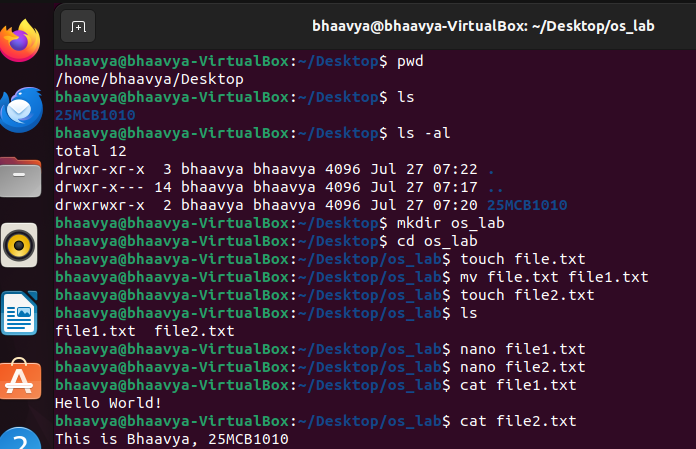 bhaavya@bhaavya-VirtualBox: ~/Desktop/os_lab
bhaavya@bhaavya-VirtualBox:~/Desktop$ pwd
/home/bhaavya/Desktop
bhaavya@bhaavya-VirtualBox:~/Desktop$ ls
25MCB1010
bhaavya@bhaavya-VirtualBox:~/Desktop$ ls -al
total 12
drwxr-xr-x  3 bhaavya bhaavya 4096 Jul 27 07:22 .
drwxr-x--- 14 bhaavya bhaavya 4096 Jul 27 07:17 ..
drwxrwxr-x  2 bhaavya bhaavya 4096 Jul 27 07:20 25MCB1010
bhaavya@bhaavya-VirtualBox:~/Desktop$ mkdir os_lab
bhaavya@bhaavya-VirtualBox:~/Desktop$ cd os_lab
bhaavya@bhaavya-VirtualBox:~/Desktop/os_lab$ touch file.txt
bhaavya@bhaavya-VirtualBox:~/Desktop/os_lab$ mv file.txt file1.txt
bhaavya@bhaavya-VirtualBox:~/Desktop/os_lab$ touch file2.txt
bhaavya@bhaavya-VirtualBox:~/Desktop/os_lab$ ls
file1.txt  file2.txt
bhaavya@bhaavya-VirtualBox:~/Desktop/os_lab$ nano file1.txt
bhaavya@bhaavya-VirtualBox:~/Desktop/os_lab$ nano file2.txt
bhaavya@bhaavya-VirtualBox:~/Desktop/os_lab$ cat file1.txt
Hello World!
bhaavya@bhaavya-VirtualBox:~/Desktop/os_lab$ cat file2.txt
This is Bhaavya, 25MCB1010